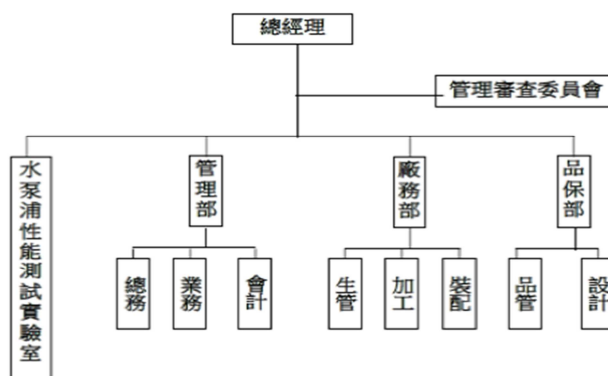 總經理
管理審查委員會
水泵浦性能測試實驗室
管理部
廠務部
品保部
總務
業務
會計
生管
加工
裝配
品管
設計